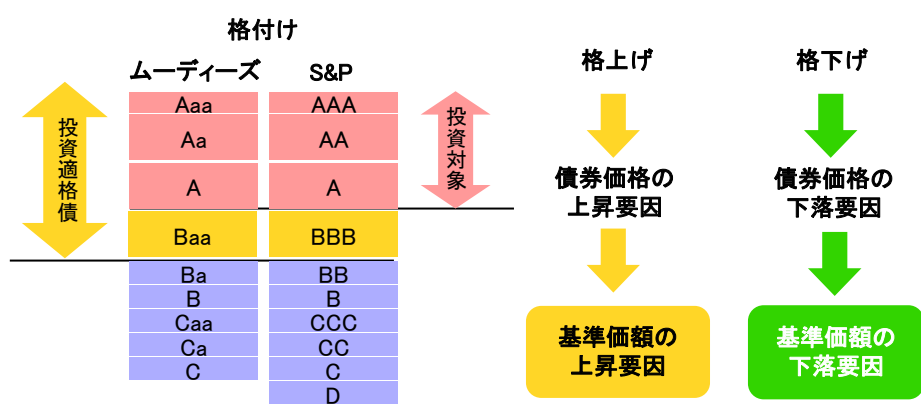 格付け
ムーディーズ S&P
Aaa AAA
Aa AA
A A
Baa BBB
Ba BB
B B
Caa CCC
Ca CC
C C
D
投資適格債
投資対象
格上げ
債券価格の
上昇要因
基準価額の
上昇要因
格下げ
債券価格の
下落要因
基準価額の
下落要因